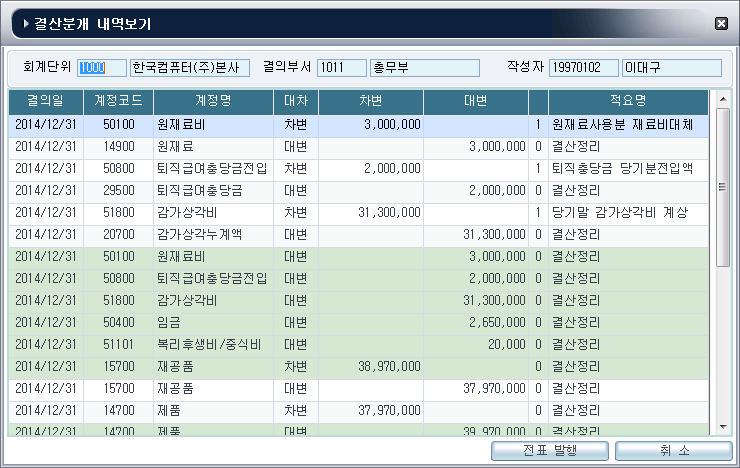 결산분개 내역보기
회계단위 1000 한국컴퓨터(주)본사 결의부서 1011 총무부 작성자 19970102 이대구
결의일 계정코드 계정명 대차 차변 대변 적요명
2014/12/31 50100 원재료비 차변 3,000,000 1 원재료사용분 재료비대체
2014/12/31 14900 원재료 대변 3,000,000 0 결산정리
2014/12/31 50800 퇴직급여충당금전입 차변 2,000,000 1 퇴직충당금 당기분전입액
2014/12/31 29500 퇴직급여충당금 대변 2,000,000 0 결산정리
2014/12/31 51800 감가상각비 차변 31,300,000 1 당기말 감가상각비 계상
2014/12/31 20700 감가상각누계액 대변 31,300,000 0 결산정리
2014/12/31 50100 원재료비 대변 3,000,000 0 결산정리
2014/12/31 50800 퇴직급여충당금전입 대변 2,000,000 0 결산정리
2014/12/31 51800 감가상각비 대변 31,300,000 0 결산정리
2014/12/31 50400 임금 대변 2,650,000 0 결산정리
2014/12/31 51101 복리후생비/중식비 대변 20,000 0 결산정리
2014/12/31 15700 재공품 차변 38,970,000 0 결산정리
2014/12/31 15700 재공품 대변 37,970,000 0 결산정리
2014/12/31 14700 제품 차변 37,970,000 0 결산정리
2014/12/31 14700 제품 대변 39,970,000 0 결산정리
전표 발행 취 소